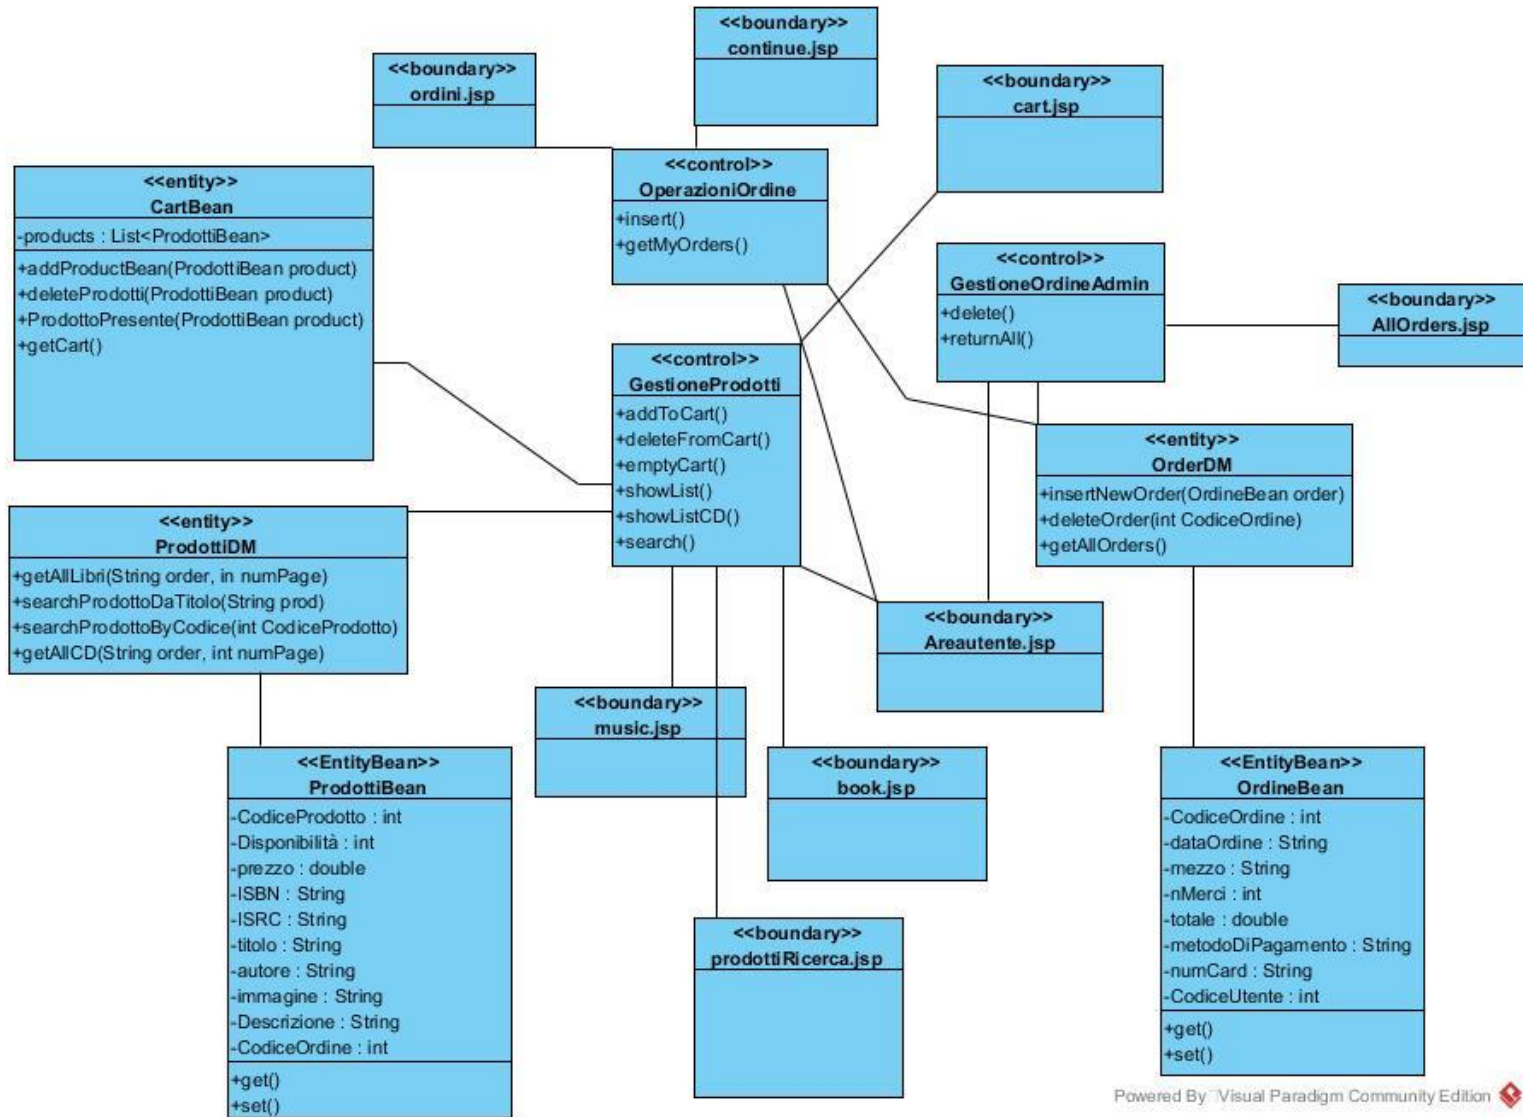 <<boundary>>
continue.jsp
<<boundary>>
ordini.jsp
<<boundary>>
cart.jsp
<<control>>
OperazioniOrdine
+insert()
+getMyOrders()
<<entity>>
CartBean
-products : List<ProdottiBean>
+addProductBean(ProdottiBean product)
+deleteProdotti(ProdottiBean product)
+ProdottoPresente(ProdottiBean product)
+getCart()
<<control>>
GestioneOrdineAdmin
+delete()
+returnAll()
<<boundary>>
AllOrders.jsp
<<control>>
GestioneProdotti
+addToCart()
+deleteFromCart()
+emptyCart()
+showList()
+showListCD()
+search()
<<entity>>
OrderDM
+insertNewOrder(OrdineBean order)
+deleteOrder(int CodiceOrdine)
+getAllOrders()
<<entity>>
ProdottiDM
+getAllLibri(String order, in numPage)
+searchProdottoDaTitolo(String prod)
+searchProdottoByCodice(int CodiceProdotto)
+getAllCD(String order, int numPage)
<<boundary>>
Areautente.jsp
<<boundary>>
music.jsp
<<EntityBean>>
ProdottiBean
-CodiceProdotto : int
-Disponibilità : int
-prezzo : double
-ISBN : String
-ISRC : String
-titolo : String
-autore : String
-immagine : String
-Descrizione : String
-CodiceOrdine : int
+get()
+set()
<<boundary>>
book.jsp
<<EntityBean>>
OrdineBean
-CodiceOrdine : int
-dataOrdine : String
-mezzo : String
-nMerci : int
-totale : double
-metodoDiPagamento : String
-numCard : String
-CodiceUtente : int
+get()
+set()
<<boundary>>
prodottiRicerca.jsp
Powered By Visual Paradigm Community Edition